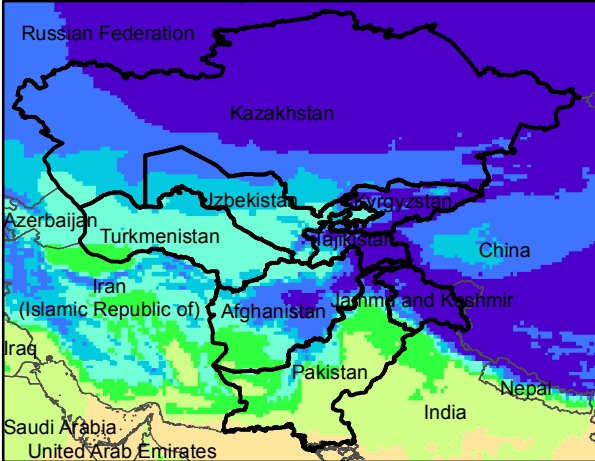 Russian Federation
Kazakhstan
Uzbekistan
Kyrgyzstan
Azerbaijan
Turkmenistan
Tajikistan
China
Iran
(Islamic Republic of)
Afghanistan
Jammu and Kashmir
Iraq
Pakistan
Nepal
India
Saudi Arabia
United Arab Emirates